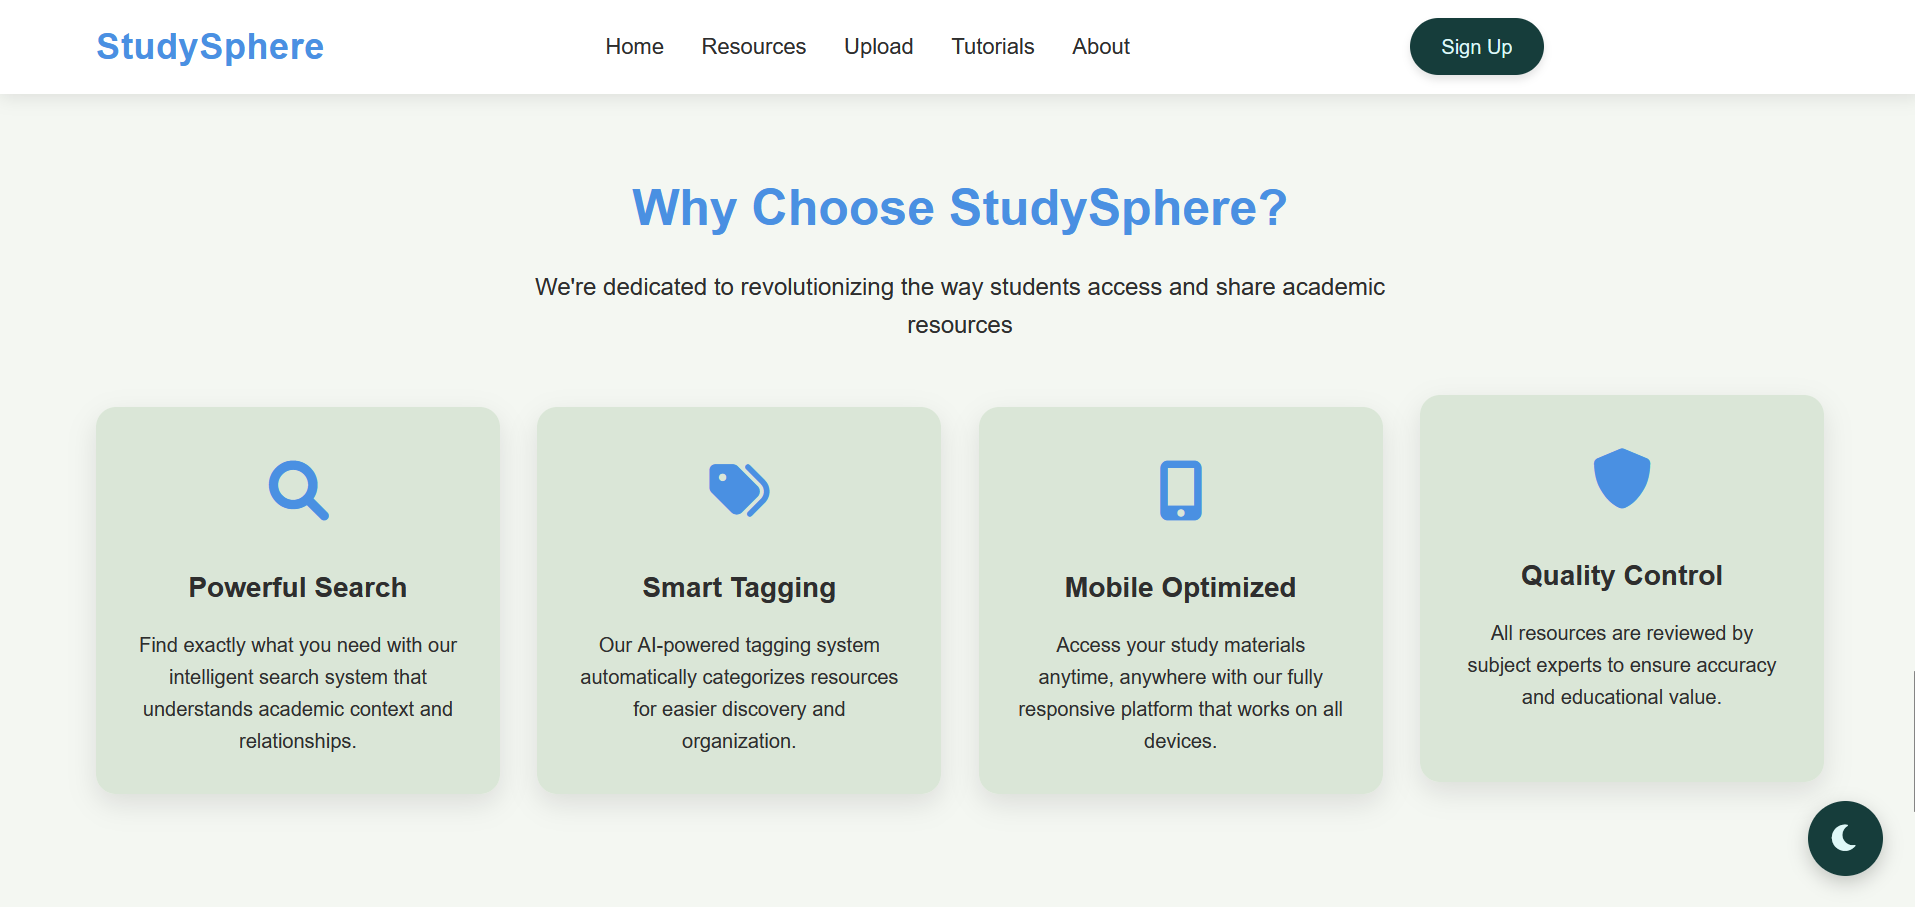 StudySphere
Home
Resources
Upload
Tutorials
About
Sign Up
Why Choose StudySphere?
We're dedicated to revolutionizing the way students access and share academic
resources
Powerful Search
Find exactly what you need with our
intelligent search system that
understands academic context and
relationships.
Smart Tagging
Our AI-powered tagging system
automatically categorizes resources
for easier discovery and
organization.
Mobile Optimized
Access your study materials
anytime, anywhere with our fully
responsive platform that works on all
devices.
Quality Control
All resources are reviewed by
subject experts to ensure accuracy
and educational value.